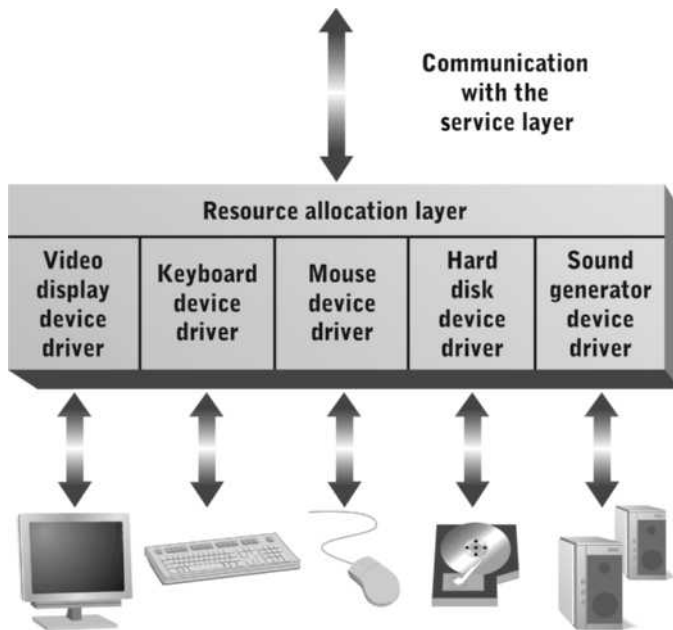 Communication
with the
service layer
Resource allocation layer
Video
display
device
driver
Keyboard
device
driver
Mouse
device
driver
Hard
disk
device
driver
Sound
generator
device
driver